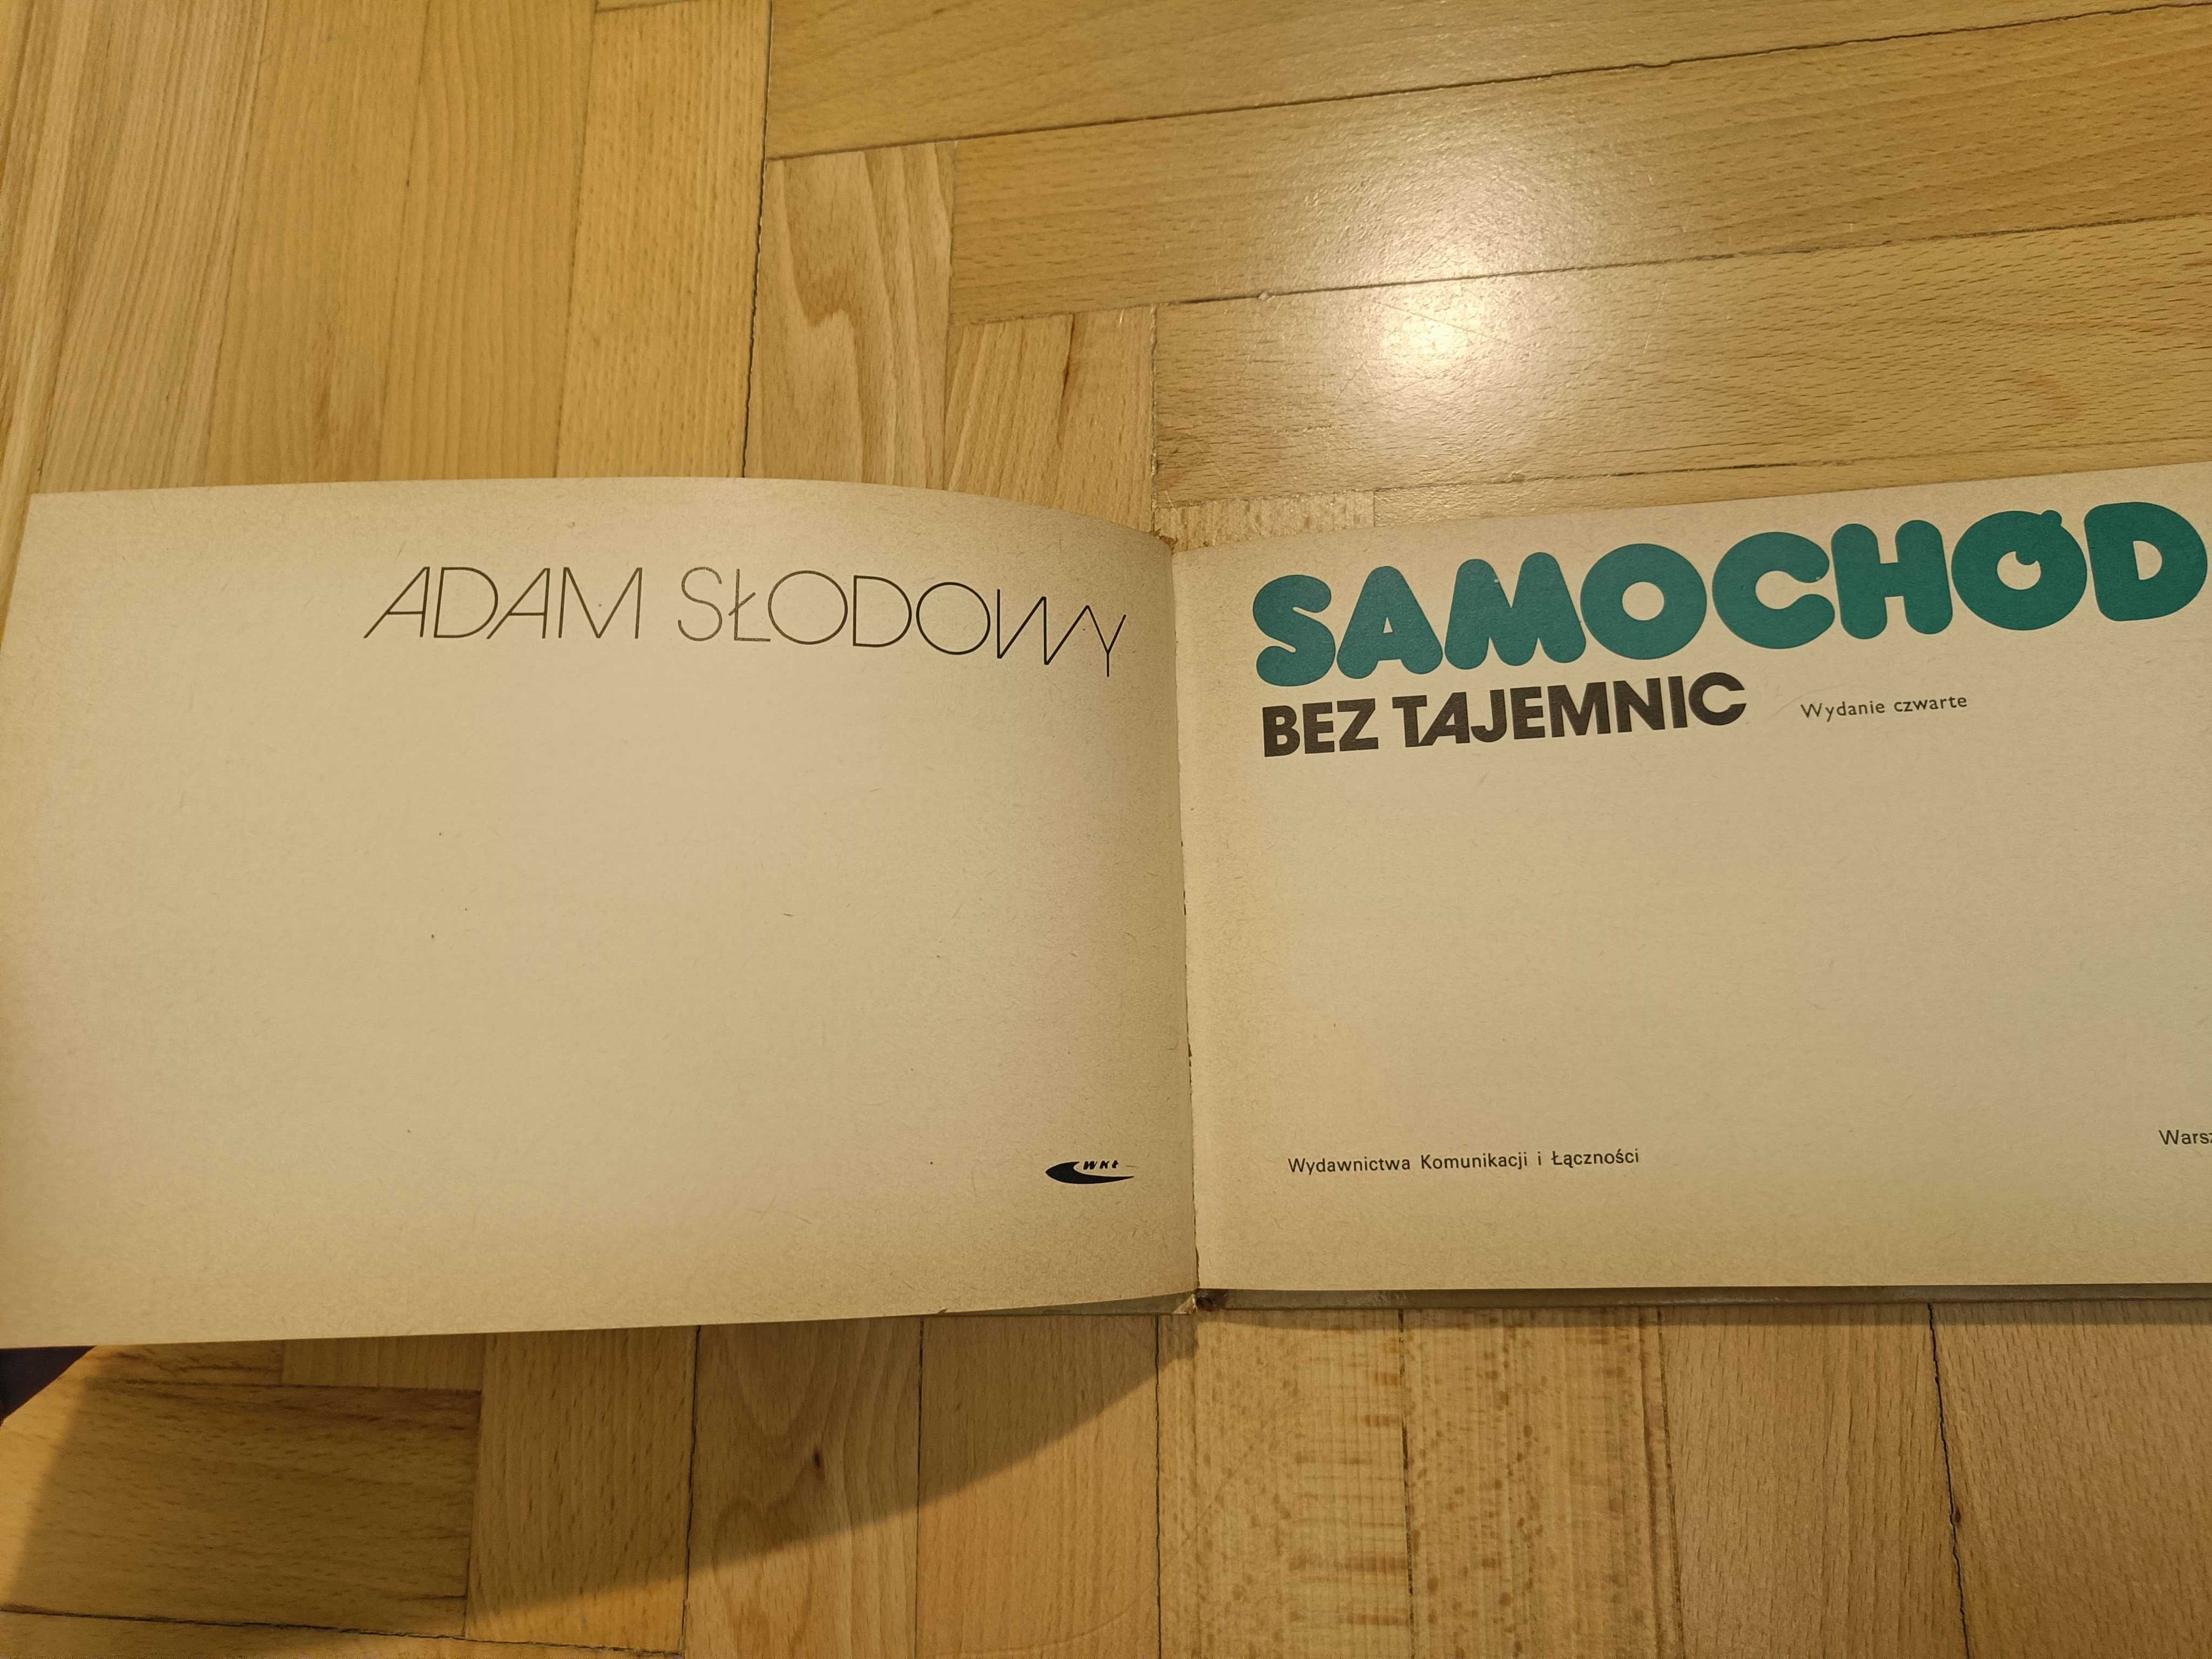 ADAM SŁODOWY
WKŁ
SAMOCHÓD
BEZ TAJEMNIC
Wydanie czwarte
Wydawnictwa Komunikacji i Łączności